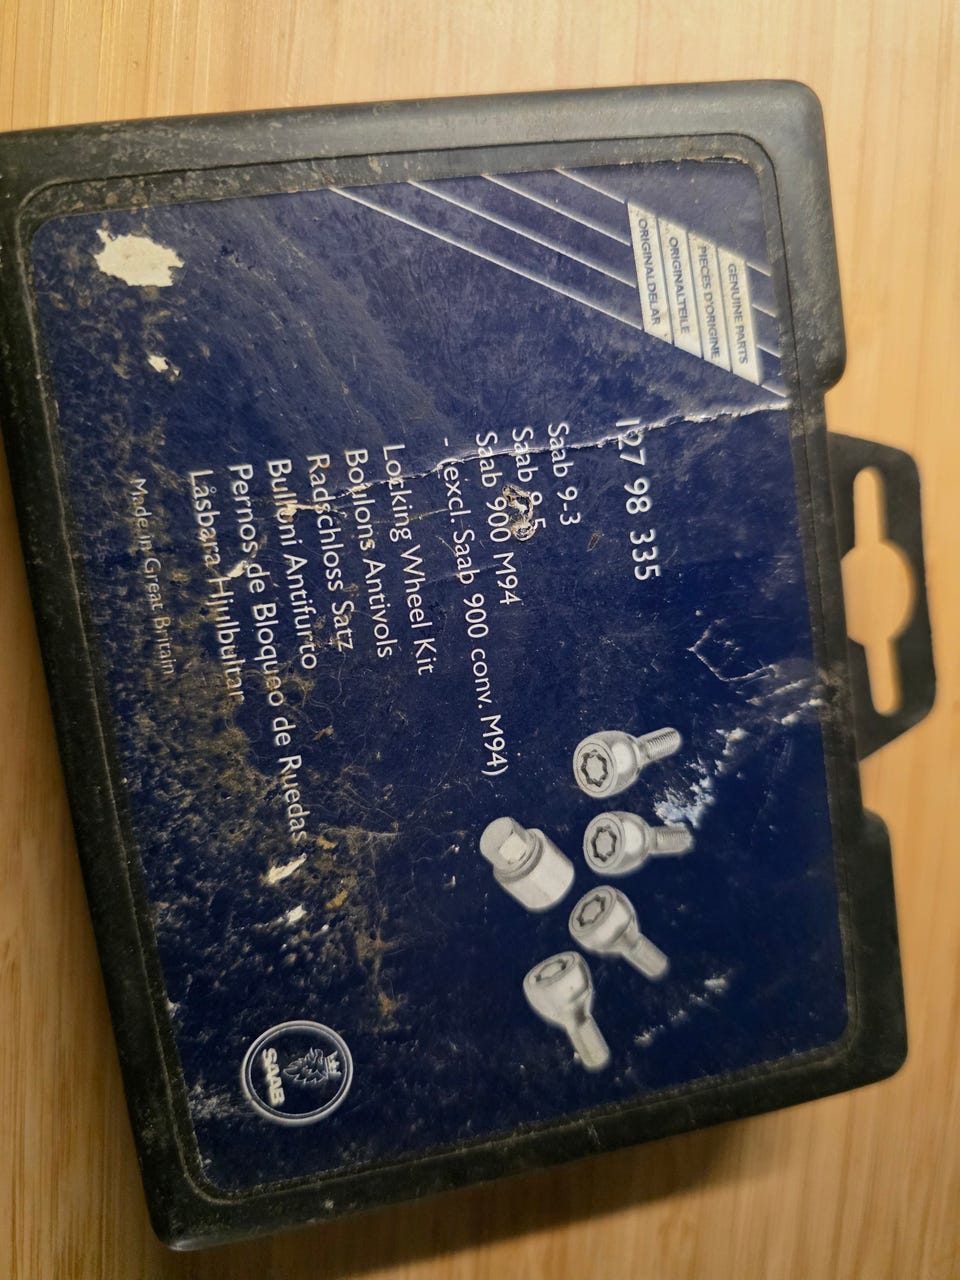 GENUINE PARTS
PIECES D'ORIGINE
ORIGINALTEILE
ORIGINALDELAR
127 98 335
Saab 9-3
Saab 9-5
Saab 900 M94
- (excl. Saab 900 conv. M94)
Locking Wheel Kit
Boulons Antivols
Radschloss Satz
Bulloni Antifurto
Pernos de Bloqueo de Ruedas
Låsbara Hjulbultar
Made in Great Britain
SAAB